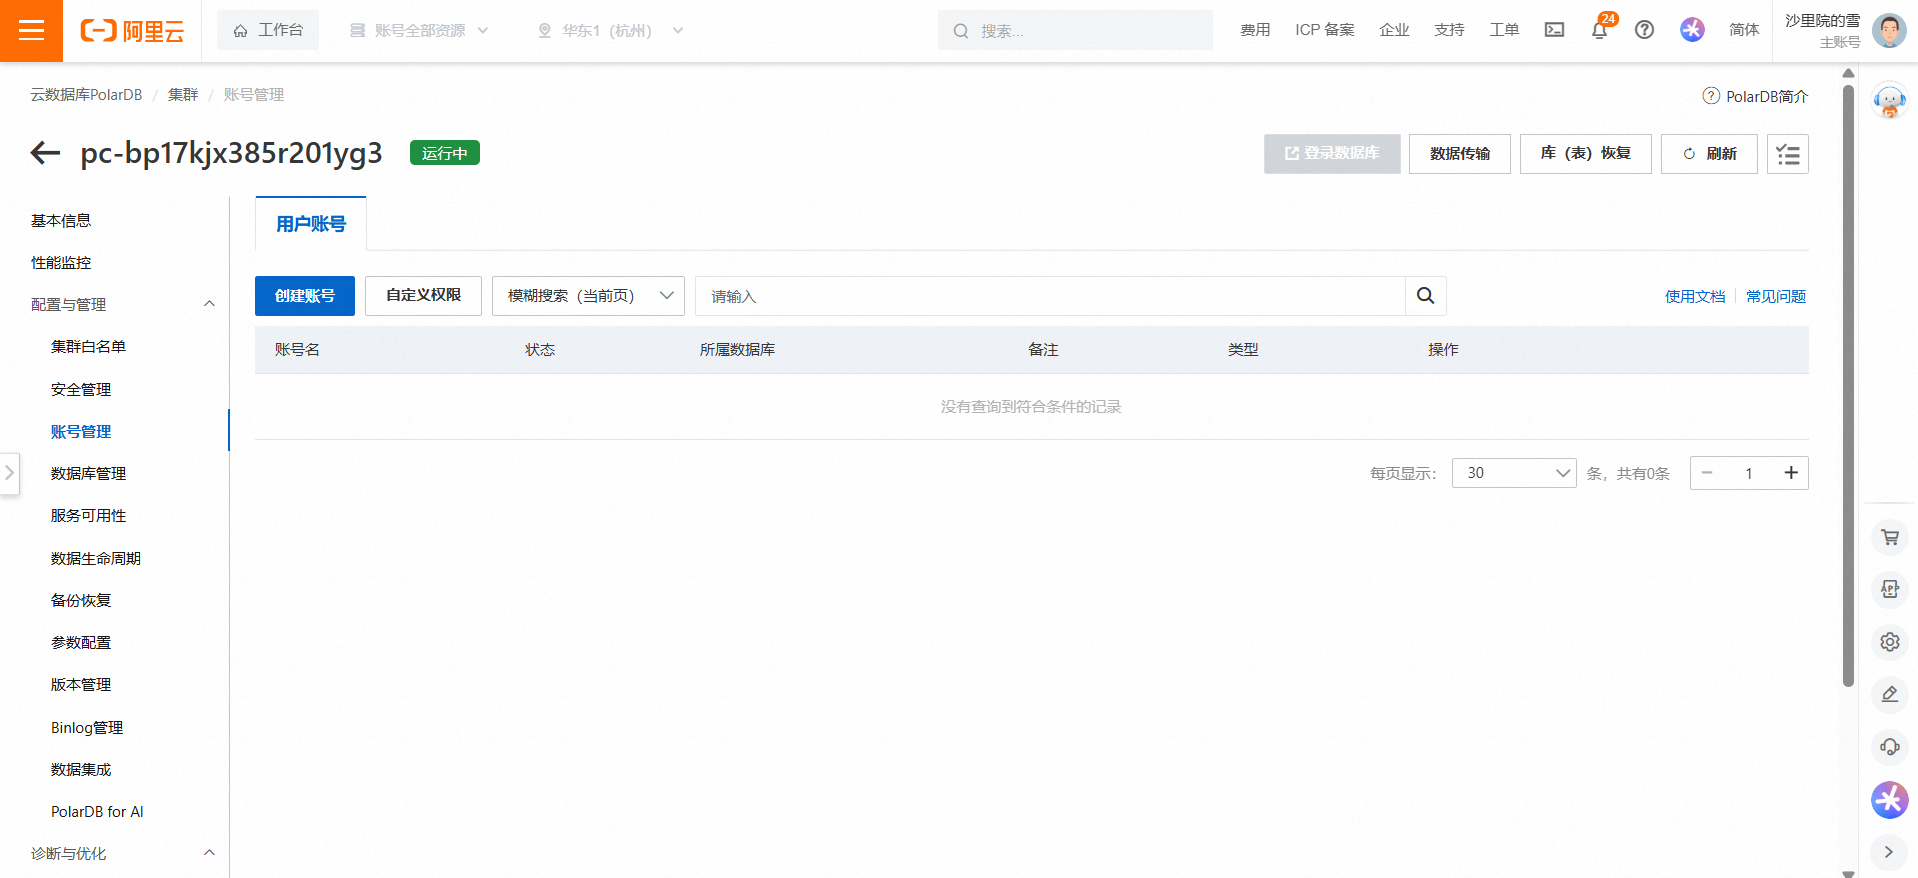 阿里云
工作台
账号全部资源
华东1（杭州）
搜索...
费用
ICP 备案
企业
支持
工单
24
简体
沙里院的雪
主账号
云数据库PolarDB / 集群 / 账号管理
PolarDB简介
pc-bp17kjx385r201yg3
运行中
登录数据库
数据传输
库（表）恢复
刷新
基本信息
性能监控
配置与管理
集群白名单
安全管理
账号管理
数据库管理
服务可用性
数据生命周期
备份恢复
参数配置
版本管理
Binlog管理
数据集成
PolarDB for AI
诊断与优化
用户账号
创建账号
自定义权限
模糊搜索（当前页）
请输入
使用文档
常见问题
账号名
状态
所属数据库
备注
类型
操作
没有查询到符合条件的记录
每页显示：
30
条，共有0条
1
APP